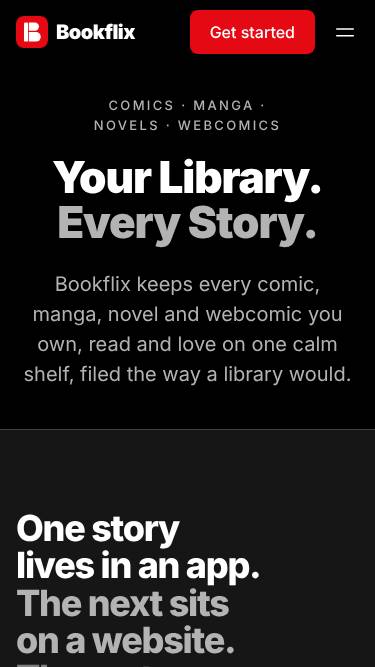 Bookflix
Get started
COMICS · MANGA ·
NOVELS · WEBCOMICS
Your Library.
Every Story.
Bookflix keeps every comic,
manga, novel and webcomic you
own, read and love on one calm
shelf, filed the way a library would.
One story
lives in an app.
The next sits
on a website.